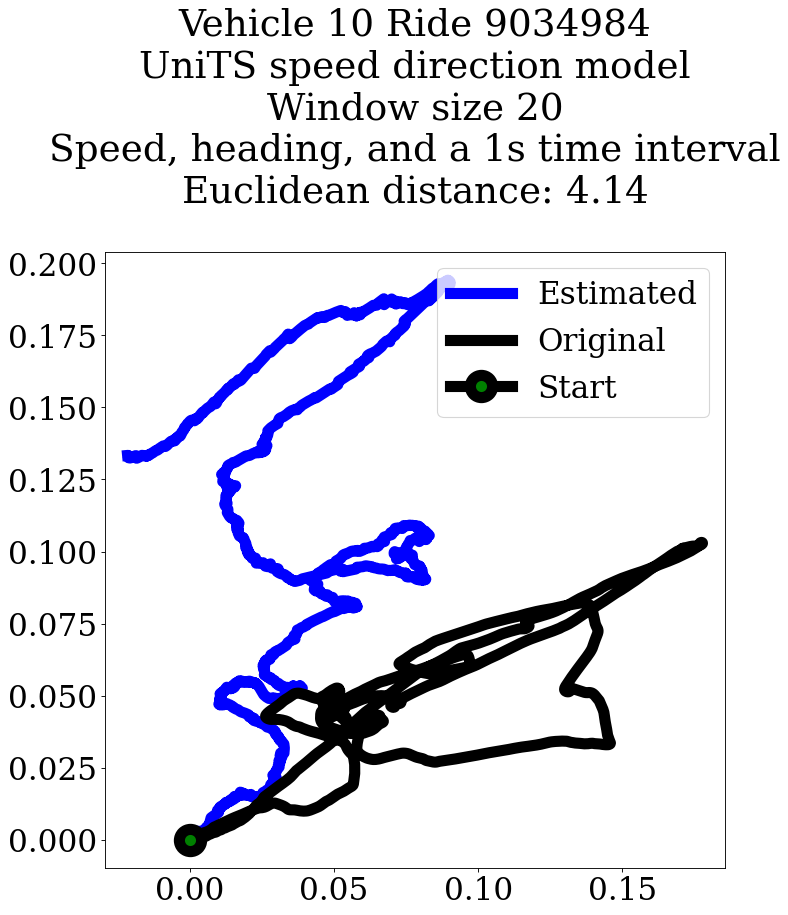 Vehicle 10 Ride 9034984
UniTS speed direction model
Window size 20
Speed, heading, and a 1s time interval
Euclidean distance: 4.14
0.200
0.175
0.150
0.125
0.100
0.075
0.050
0.025
0.000
Estimated
Original
Start
0.00 0.05 0.10 0.15